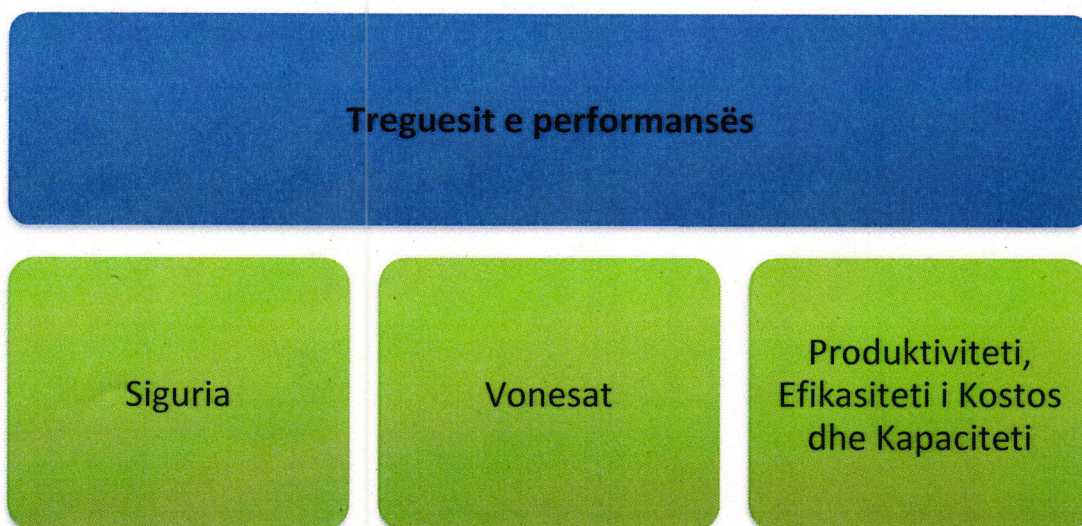 Treguesit e performansës
Siguria
Vonesat
Produktiviteti,
Efikasiteti i Kostos
dhe Kapaciteti